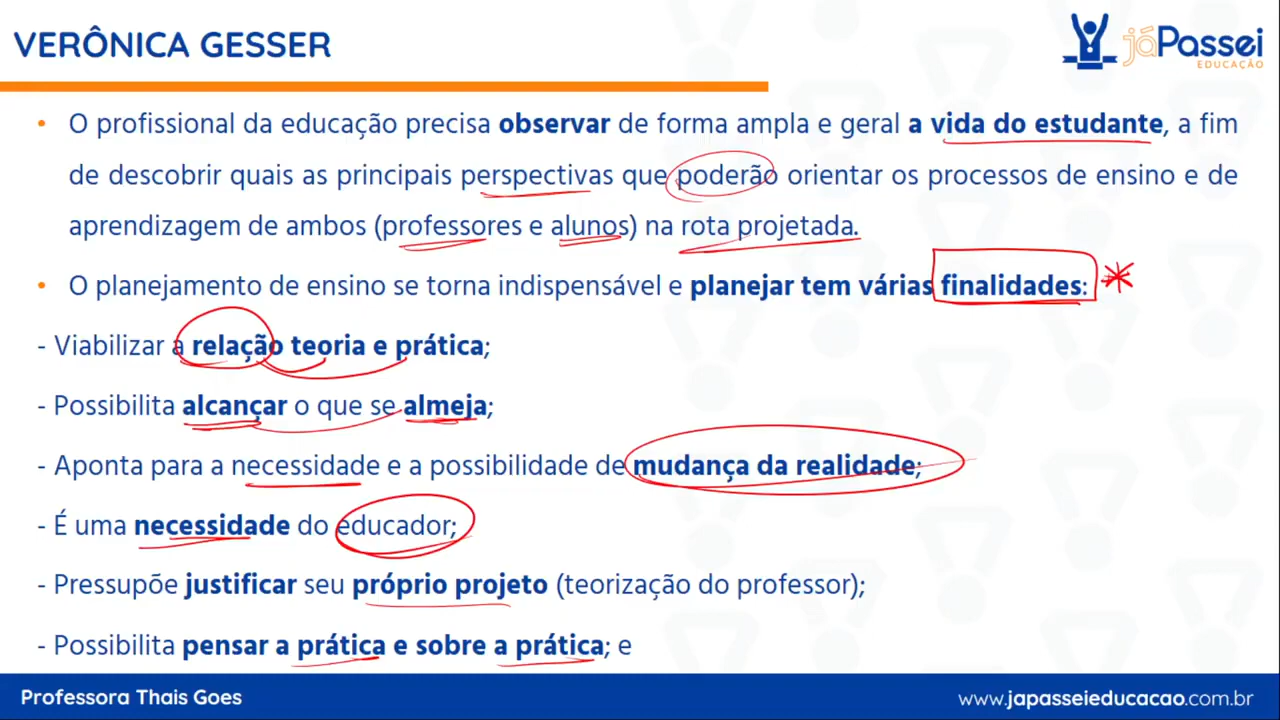 VERÔNICA GESSER
jáPassei
EDUCAÇÃO
• O profissional da educação precisa observar de forma ampla e geral a vida do estudante, a fim
de descobrir quais as principais perspectivas que poderão orientar os processos de ensino e de
aprendizagem de ambos (professores e alunos) na rota projetada.
• O planejamento de ensino se torna indispensável e planejar tem várias finalidades:
- Viabilizar a relação teoria e prática;
- Possibilita alcançar o que se almeja;
- Aponta para a necessidade e a possibilidade de mudança da realidade;
- É uma necessidade do educador;
- Pressupõe justificar seu próprio projeto (teorização do professor);
- Possibilita pensar a prática e sobre a prática; e
Professora Thais Goes
www.japasseieducacao.com.br